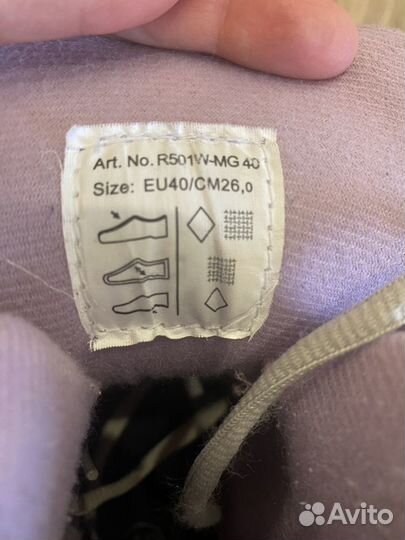 Art. No. R501W-MG 40
Size: EU40/CM26,0
Avito